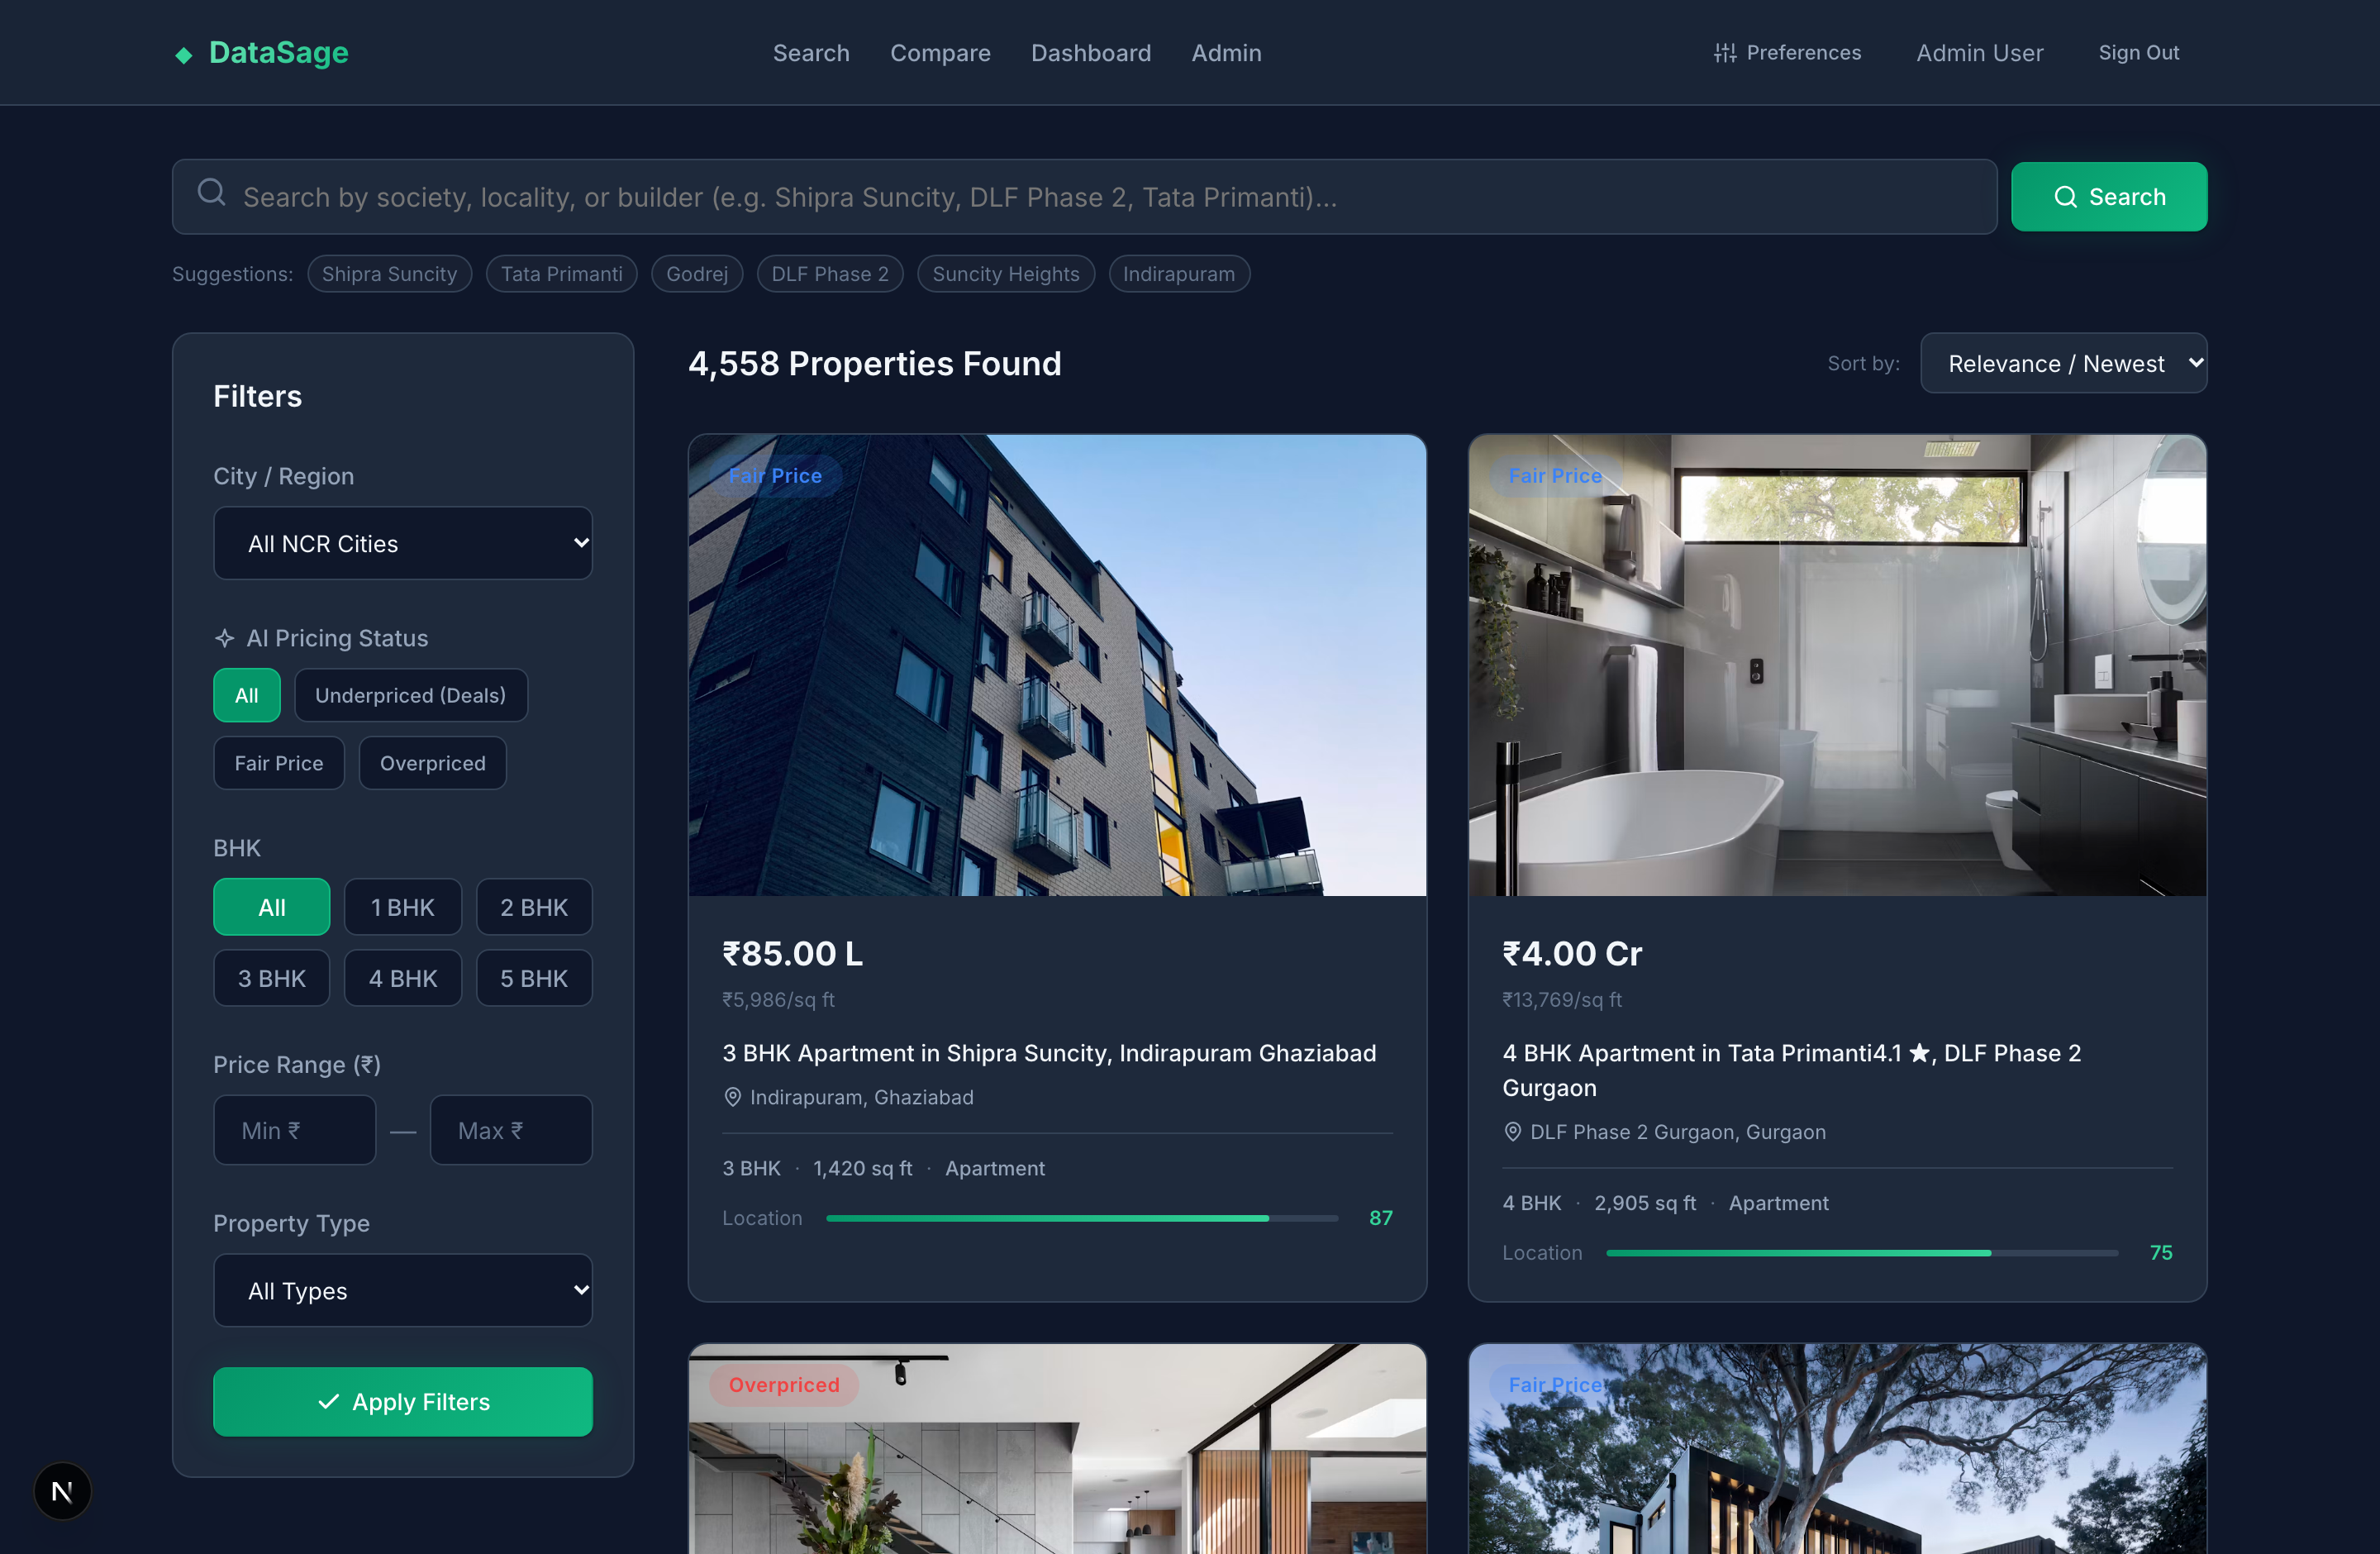 DataSage
Search
Compare
Dashboard
Admin
Preferences
Admin User
Sign Out
Search by society, locality, or builder (e.g. Shipra Suncity, DLF Phase 2, Tata Primanti)...
Search
Suggestions:
Shipra Suncity
Tata Primanti
Godrej
DLF Phase 2
Suncity Heights
Indirapuram
Filters
City / Region
All NCR Cities
AI Pricing Status
All
Underpriced (Deals)
Fair Price
Overpriced
BHK
All
1 BHK
2 BHK
3 BHK
4 BHK
5 BHK
Price Range (₹)
Min ₹
—
Max ₹
Property Type
All Types
Apply Filters
4,558 Properties Found
Sort by:
Relevance / Newest
Fair Price
₹85.00 L
₹5,986/sq ft
3 BHK Apartment in Shipra Suncity, Indirapuram Ghaziabad
Indirapuram, Ghaziabad
3 BHK · 1,420 sq ft · Apartment
Location 87
Fair Price
₹4.00 Cr
₹13,769/sq ft
4 BHK Apartment in Tata Primanti4.1 ★, DLF Phase 2
Gurgaon
DLF Phase 2 Gurgaon, Gurgaon
4 BHK · 2,905 sq ft · Apartment
Location 75
Overpriced
Fair Price
N